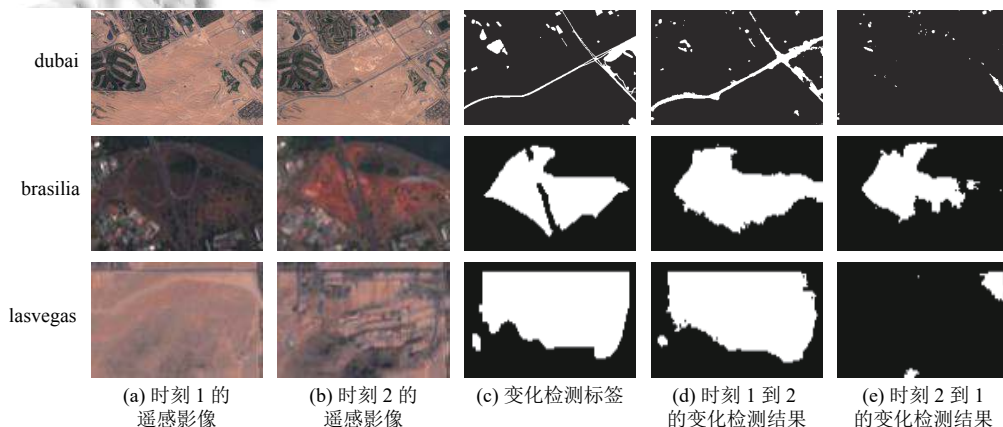 dubai
brasilia
lasvegas
(a) 时刻 1 的
遥感影像
(b) 时刻 2 的
遥感影像
(c) 变化检测标签
(d) 时刻 1 到 2
的变化检测结果
(e) 时刻 2 到 1
的变化检测结果